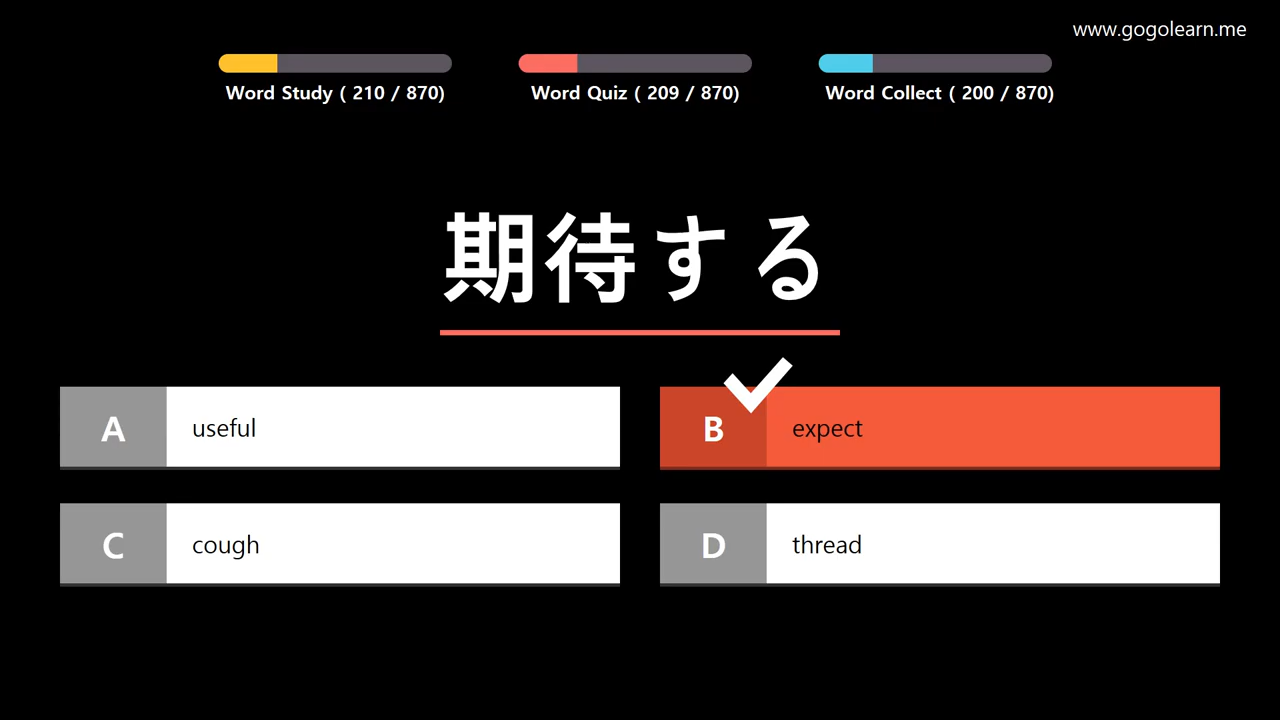 www.gogolearn.me
Word Study ( 210 / 870)
Word Quiz ( 209 / 870)
Word Collect ( 200 / 870)
期待する
A useful
B expect
C cough
D thread